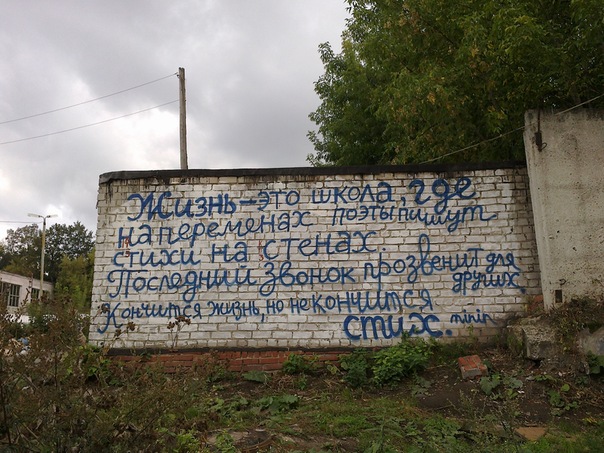 Жизнь – это школа, где
на переменах поэты пишут
стихи на стенах.
Последний звонок прозвенит для
других.
Кончится жизнь, но не кончится
стих. minin